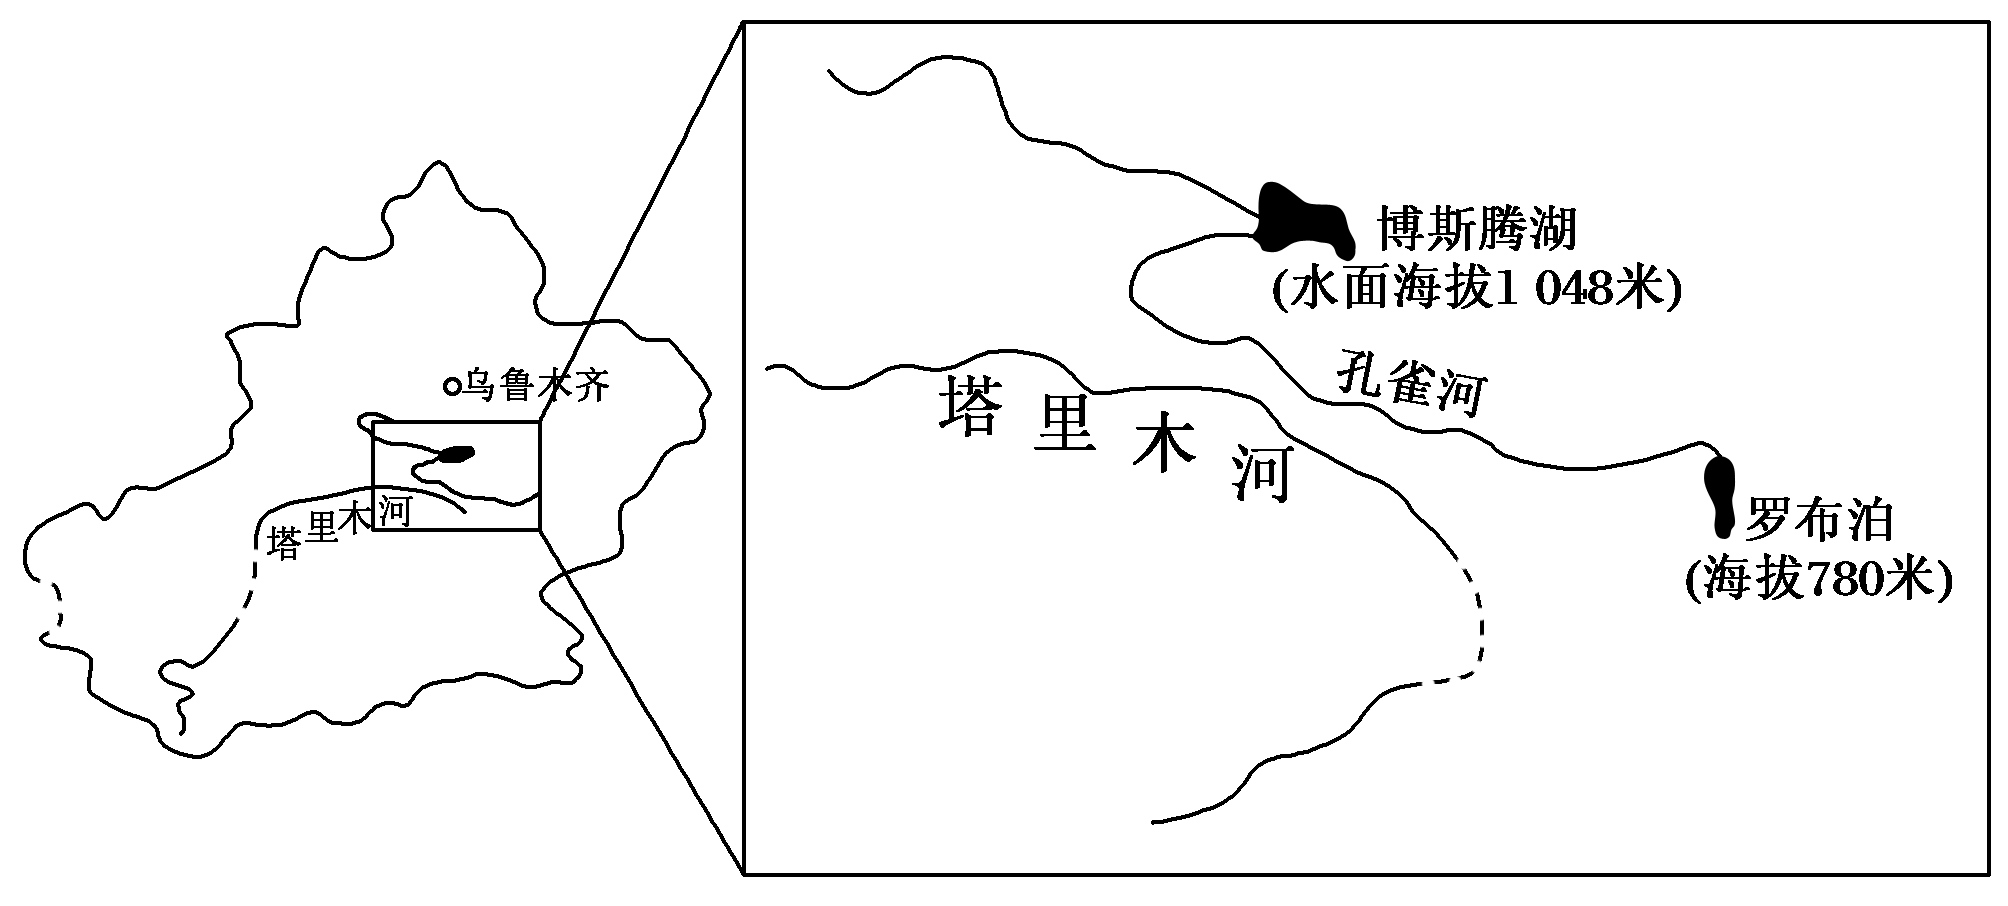 乌鲁木齐
塔里木河
博斯腾湖
(水面海拔1 048米)
孔雀河
塔里木河
罗布泊
(海拔780米)